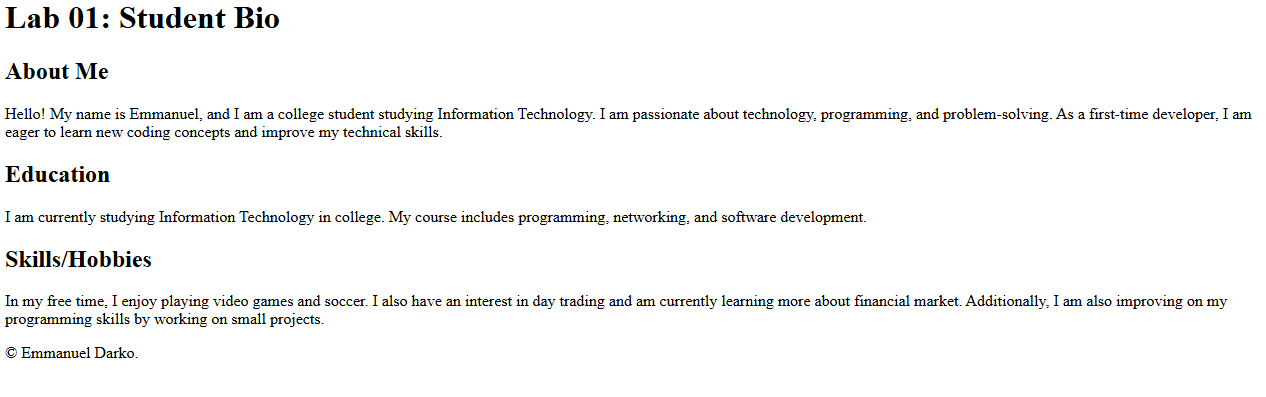 Lab 01: Student Bio
About Me
Hello! My name is Emmanuel, and I am a college student studying Information Technology. I am passionate about technology, programming, and problem-solving. As a first-time developer, I am
eager to learn new coding concepts and improve my technical skills.
Education
I am currently studying Information Technology in college. My course includes programming, networking, and software development.
Skills/Hobbies
In my free time, I enjoy playing video games and soccer. I also have an interest in day trading and am currently learning more about financial market. Additionally, I am also improving on my
programming skills by working on small projects.
© Emmanuel Darko.